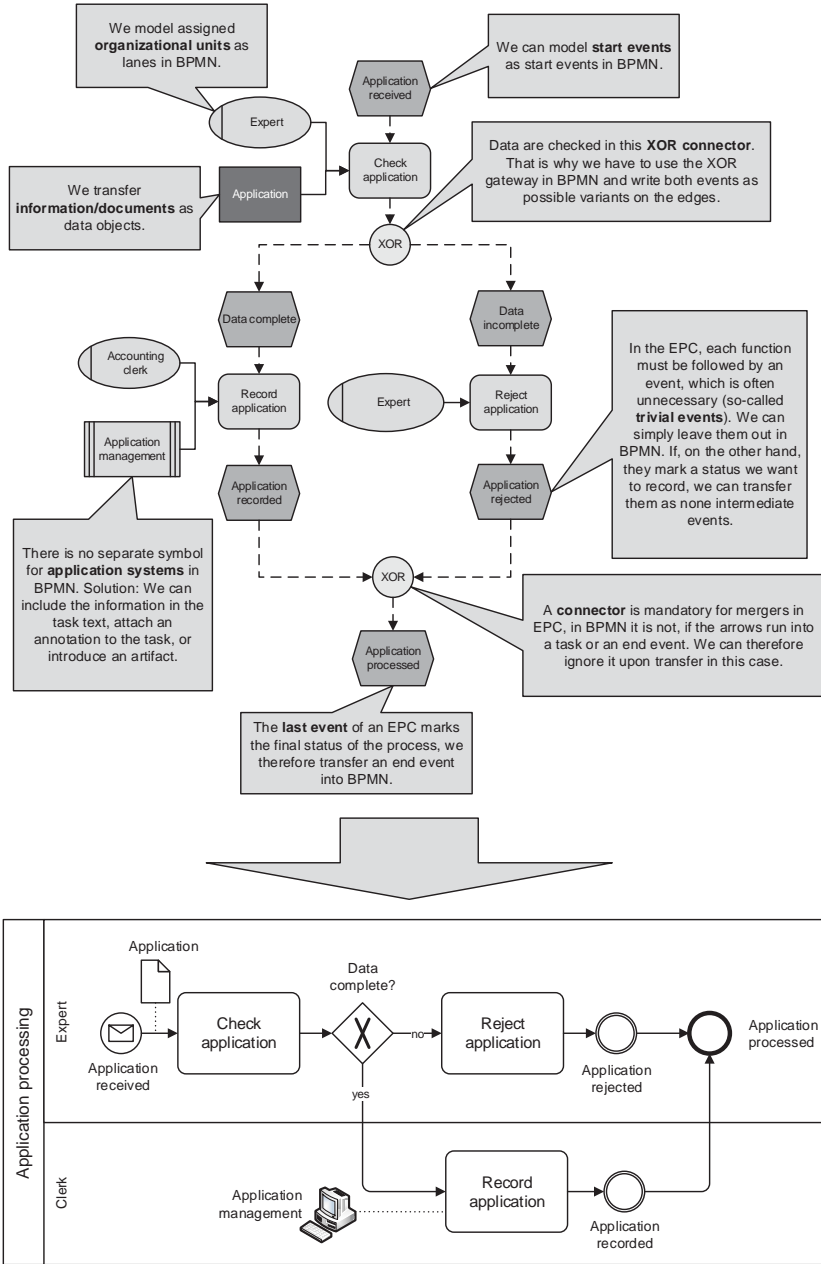 We model assigned
organizational units as
lanes in BPMN.
We can model start events
as start events in BPMN.
Application
received
Expert
Check
application
Data are checked in this XOR connector.
That is why we have to use the XOR
gateway in BPMN and write both events as
possible variants on the edges.
We transfer
information/documents as
data objects.
Application
XOR
Data complete
Data
incomplete
Accounting
clerk
Record
application
Expert
Reject
application
Application
management
In the EPC, each function
must be followed by an
event, which is often
unnecessary (so-called
trivial events). We can
simply leave them out in
BPMN. If, on the other hand,
they mark a status we want
to record, we can transfer
them as none intermediate
events.
Application
recorded
Application
rejected
There is no separate symbol
for application systems in
BPMN. Solution: We can
include the information in the
task text, attach an
annotation to the task, or
introduce an artifact.
XOR
A connector is mandatory for mergers in
EPC, in BPMN it is not, if the arrows run into
a task or an end event. We can therefore
ignore it upon transfer in this case.
Application
processed
The last event of an EPC marks
the final status of the process, we
therefore transfer an end event
into BPMN.
Application processing
Expert
Application
Application
received
Check
application
Data
complete?
no
yes
Reject
application
Application
rejected
Application
processed
Clerk
Application
management
Record
application
Application
recorded